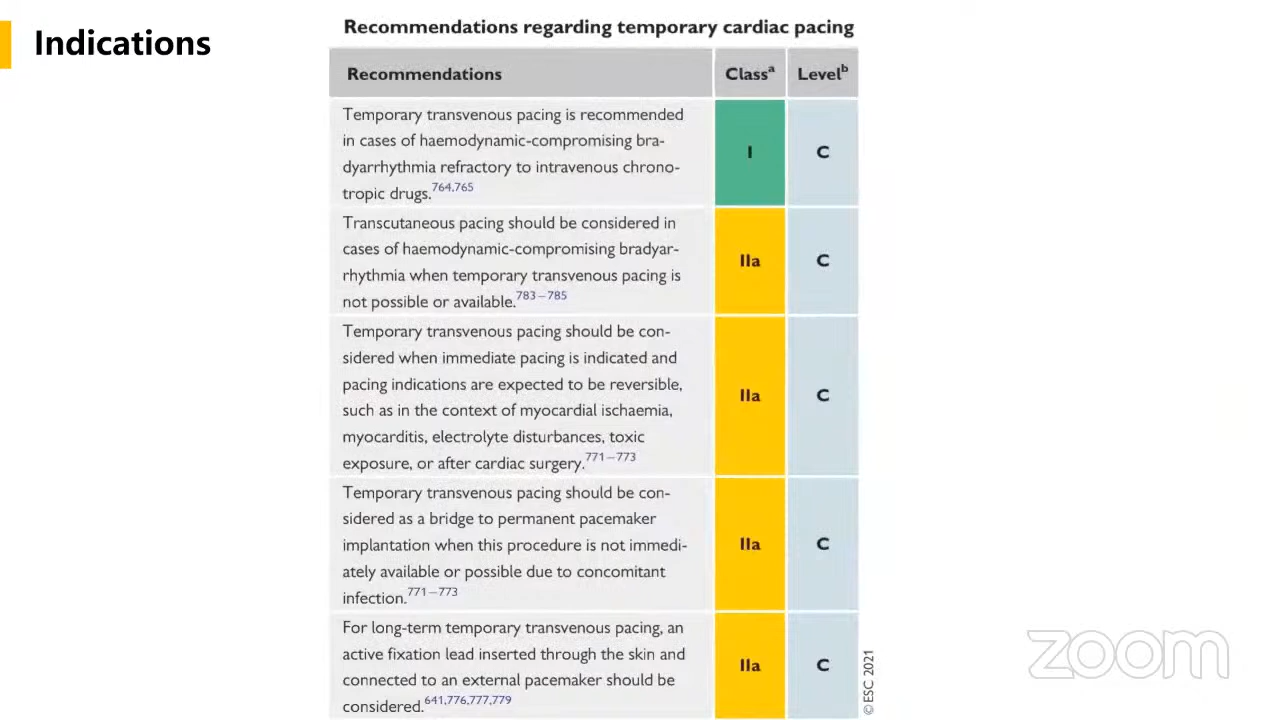 Indications
Recommendations regarding temporary cardiac pacing
Recommendations Classᵃ Levelᵇ
Temporary transvenous pacing is recommended
in cases of haemodynamic-compromising bra-
dyarrhythmia refractory to intravenous chrono-
tropic drugs.764,765
I C
Transcutaneous pacing should be considered in
cases of haemodynamic-compromising bradyar-
rhythmia when temporary transvenous pacing is
not possible or available.783–785
IIa C
Temporary transvenous pacing should be con-
sidered when immediate pacing is indicated and
pacing indications are expected to be reversible,
such as in the context of myocardial ischaemia,
myocarditis, electrolyte disturbances, toxic
exposure, or after cardiac surgery.771–773
IIa C
Temporary transvenous pacing should be con-
sidered as a bridge to permanent pacemaker
implantation when this procedure is not immedi-
ately available or possible due to concomitant
infection.771–773
IIa C
For long-term temporary transvenous pacing, an
active fixation lead inserted through the skin and
connected to an external pacemaker should be
considered.641,776,777,779
IIa C
© ESC 2021
zoom